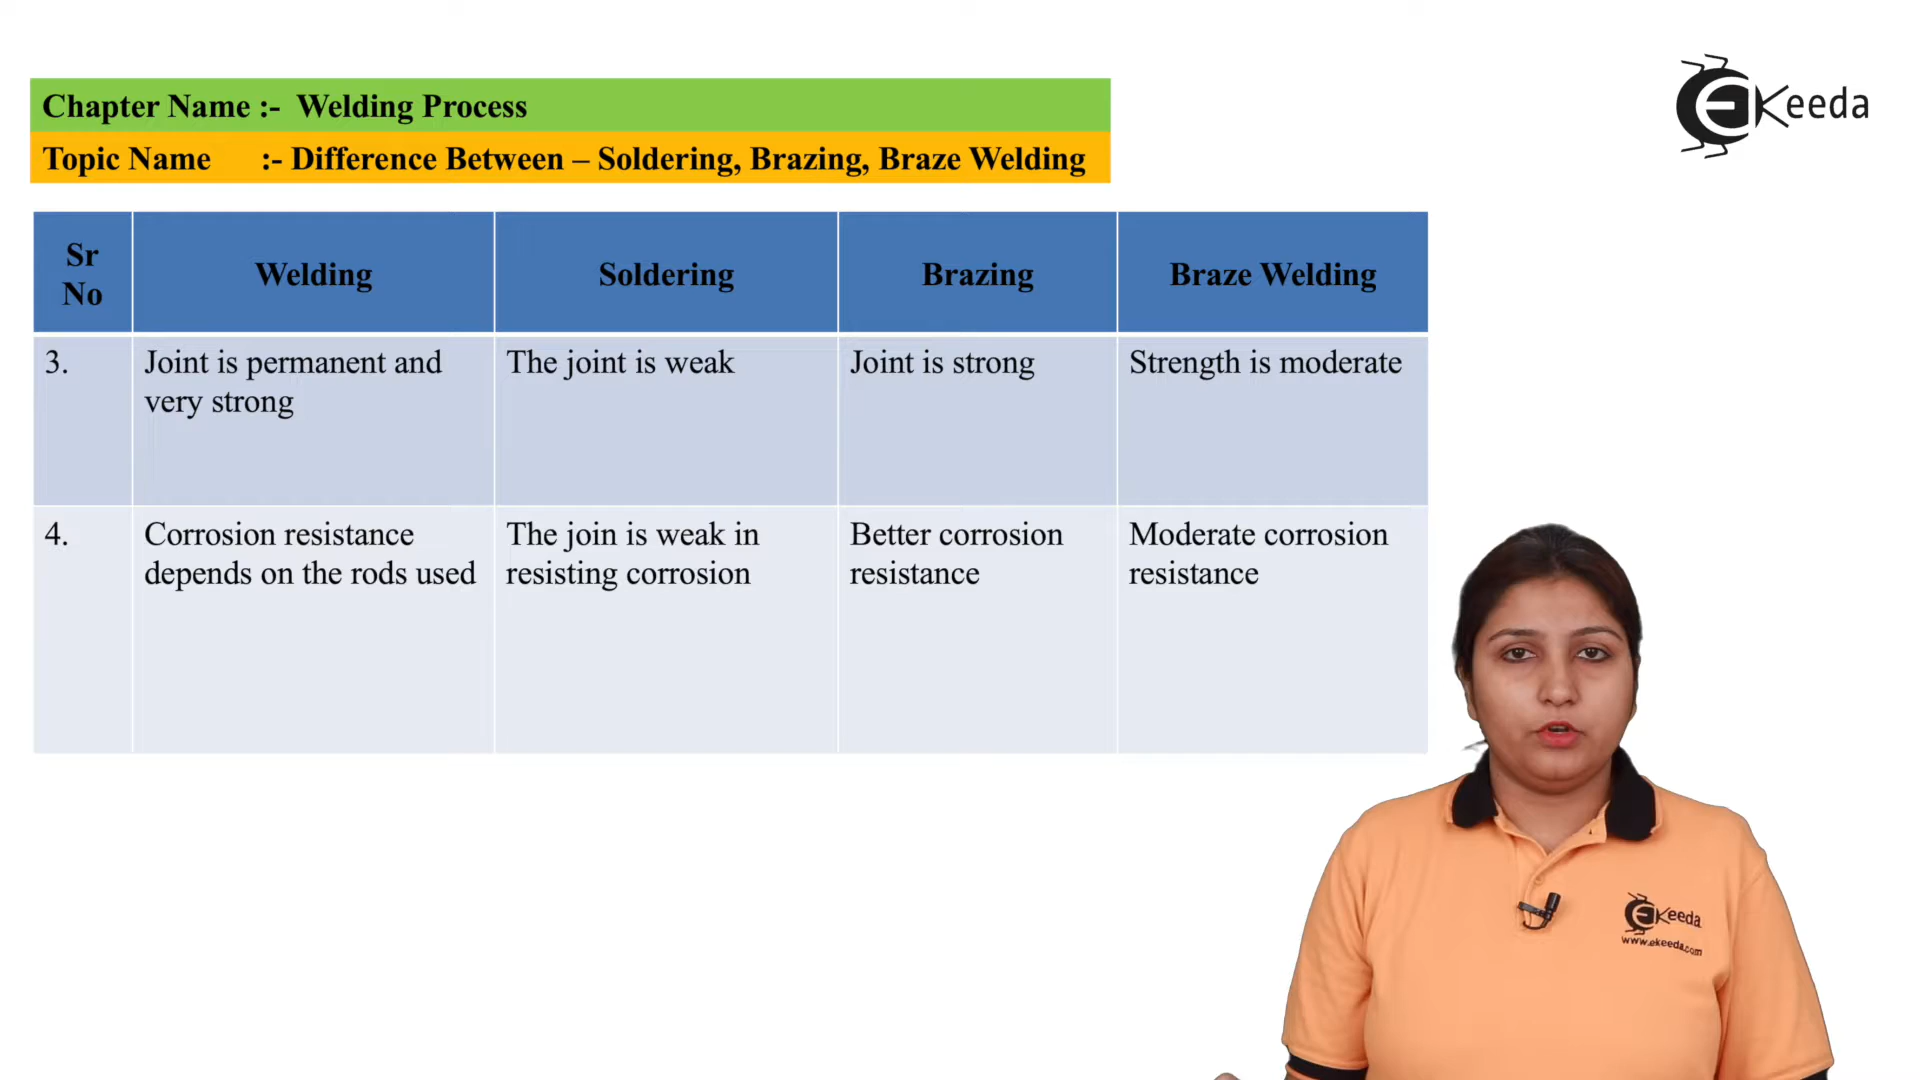 EKeeda
Chapter Name :- Welding Process
Topic Name :- Difference Between – Soldering, Brazing, Braze Welding
Sr No
Welding
Soldering
Brazing
Braze Welding
3.
Joint is permanent and
very strong
The joint is weak
Joint is strong
Strength is moderate
4.
Corrosion resistance
depends on the rods used
The join is weak in
resisting corrosion
Better corrosion
resistance
Moderate corrosion
resistance
EKeeda
www.ekeeda.com